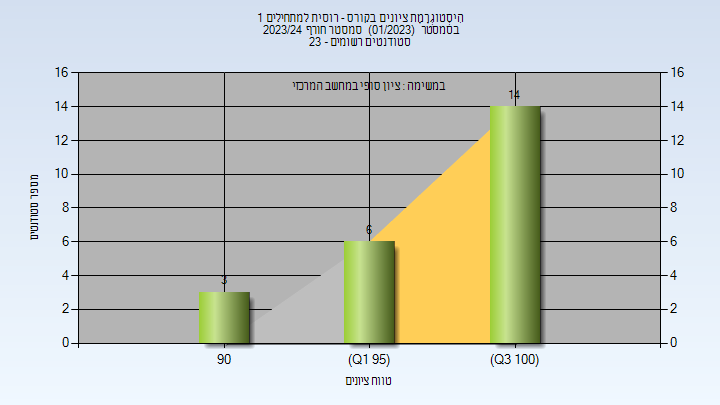 היסטוגרמת ציונים בקורס - רוסית למתחילים 1
בסמסטר (01/2023) סמסטר חורף 2023/24
סטודנטים רשומים - 23
במשימה : ציון סופי במחשב המרכזי
16 16
14 14
12 12
10 10
8 8
6 6
4 4
2 2
0 0
3
6
14
מספר סטודנטים
90 (Q1 95) (Q3 100)
טווח ציונים